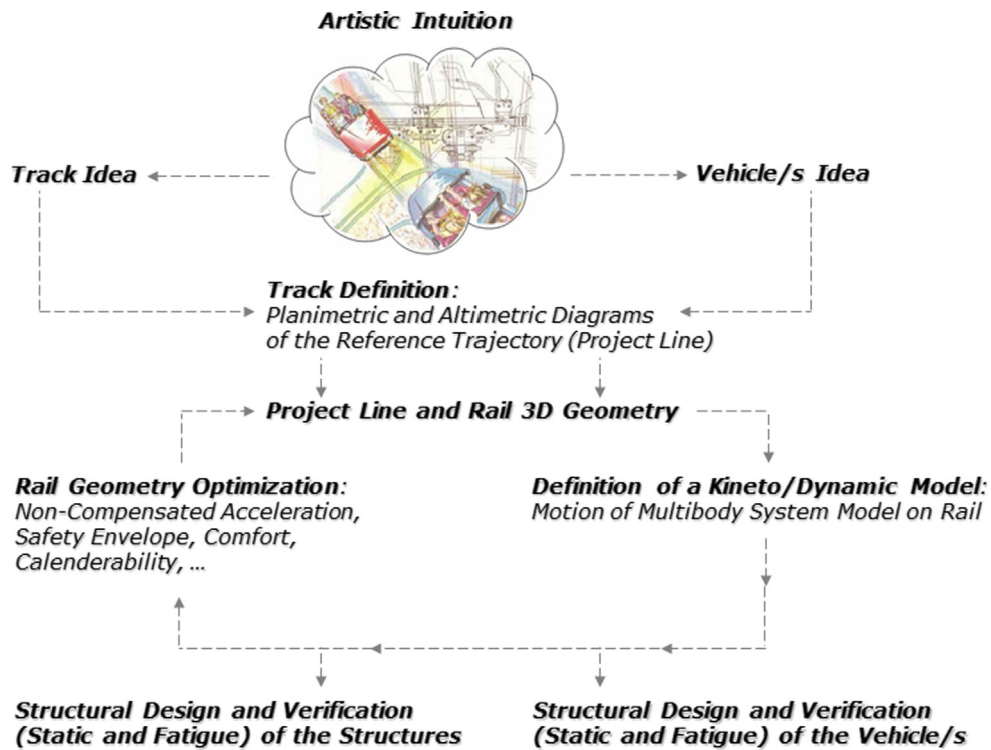 Artistic Intuition
Track Idea
Vehicle/s Idea
Track Definition:
Planimetric and Altimetric Diagrams
of the Reference Trajectory (Project Line)
Project Line and Rail 3D Geometry
Rail Geometry Optimization:
Non-Compensated Acceleration,
Safety Envelope, Comfort,
Calenderability, ...
Definition of a Kineto/Dynamic Model:
Motion of Multibody System Model on Rail
Structural Design and Verification
(Static and Fatigue) of the Structures
Structural Design and Verification
(Static and Fatigue) of the Vehicle/s